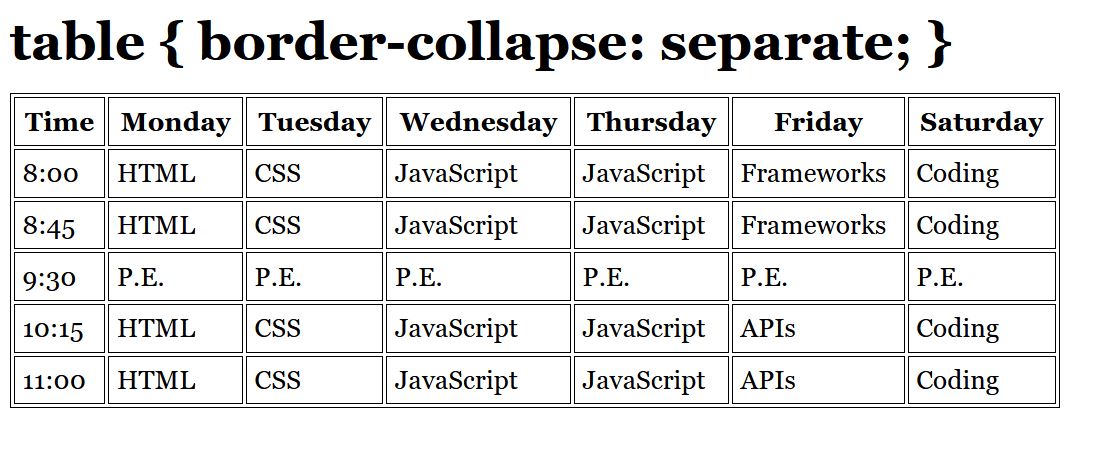 table { border-collapse: separate; }
Time Monday Tuesday Wednesday Thursday Friday Saturday
8:00 HTML CSS JavaScript JavaScript Frameworks Coding
8:45 HTML CSS JavaScript JavaScript Frameworks Coding
9:30 P.E. P.E. P.E. P.E. P.E. P.E.
10:15 HTML CSS JavaScript JavaScript APIs Coding
11:00 HTML CSS JavaScript JavaScript APIs Coding